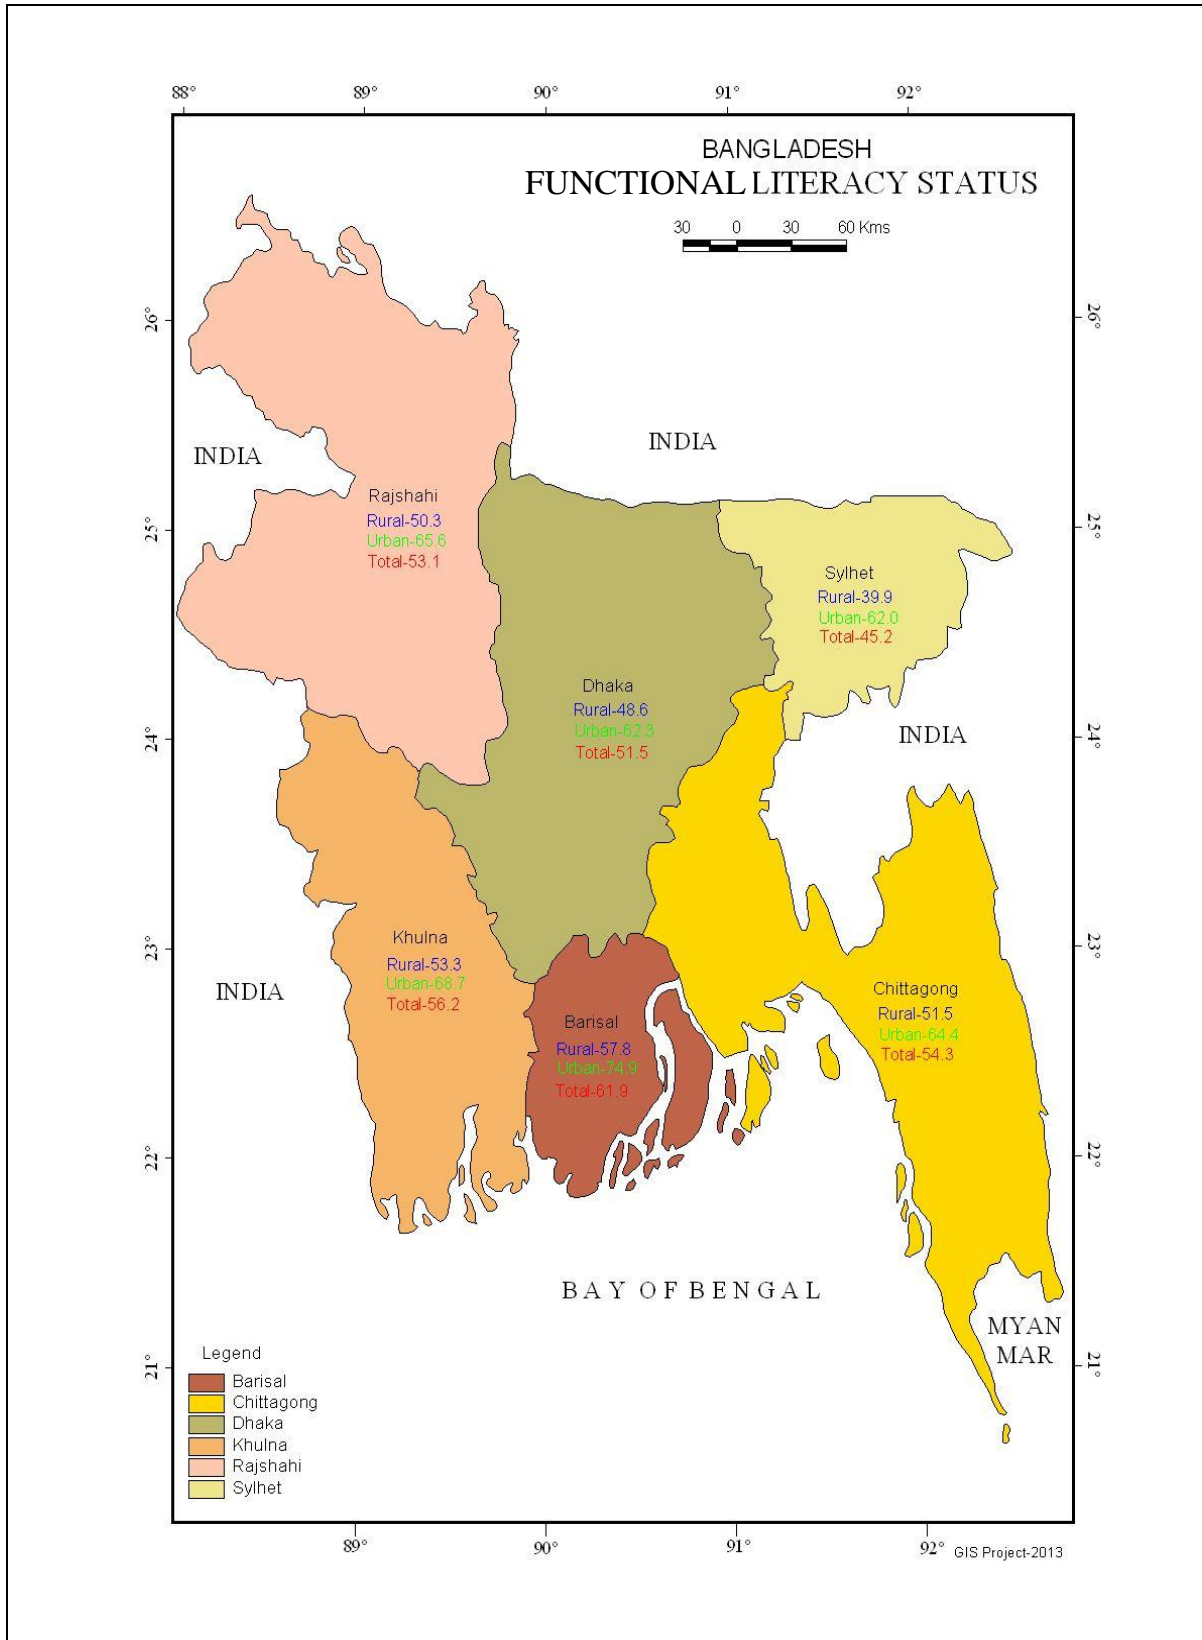 88° 89° 90° 91° 92°
BANGLADESH
FUNCTIONAL LITERACY STATUS
30 0 30 60 Kms
26° 26°
INDIA INDIA
Rajshahi
Rural-50.3
Urban-65.6
Total-53.1
25° 25°
Sylhet
Rural-39.9
Urban-62.0
Total-45.2
Dhaka
Rural-48.6
Urban-62.3
Total-51.5
24° 24°
INDIA
Khulna
Rural-53.3
Urban-68.7
Total-56.2
23° 23°
INDIA
Chittagong
Rural-51.5
Urban-64.4
Total-54.3
Barisal
Rural-57.8
Urban-74.9
Total-61.9
22° 22°
BAY OF BENGAL
MYAN
MAR
21° 21°
Legend
Barisal
Chittagong
Dhaka
Khulna
Rajshahi
Sylhet
89° 90° 91° 92°
GIS Project-2013